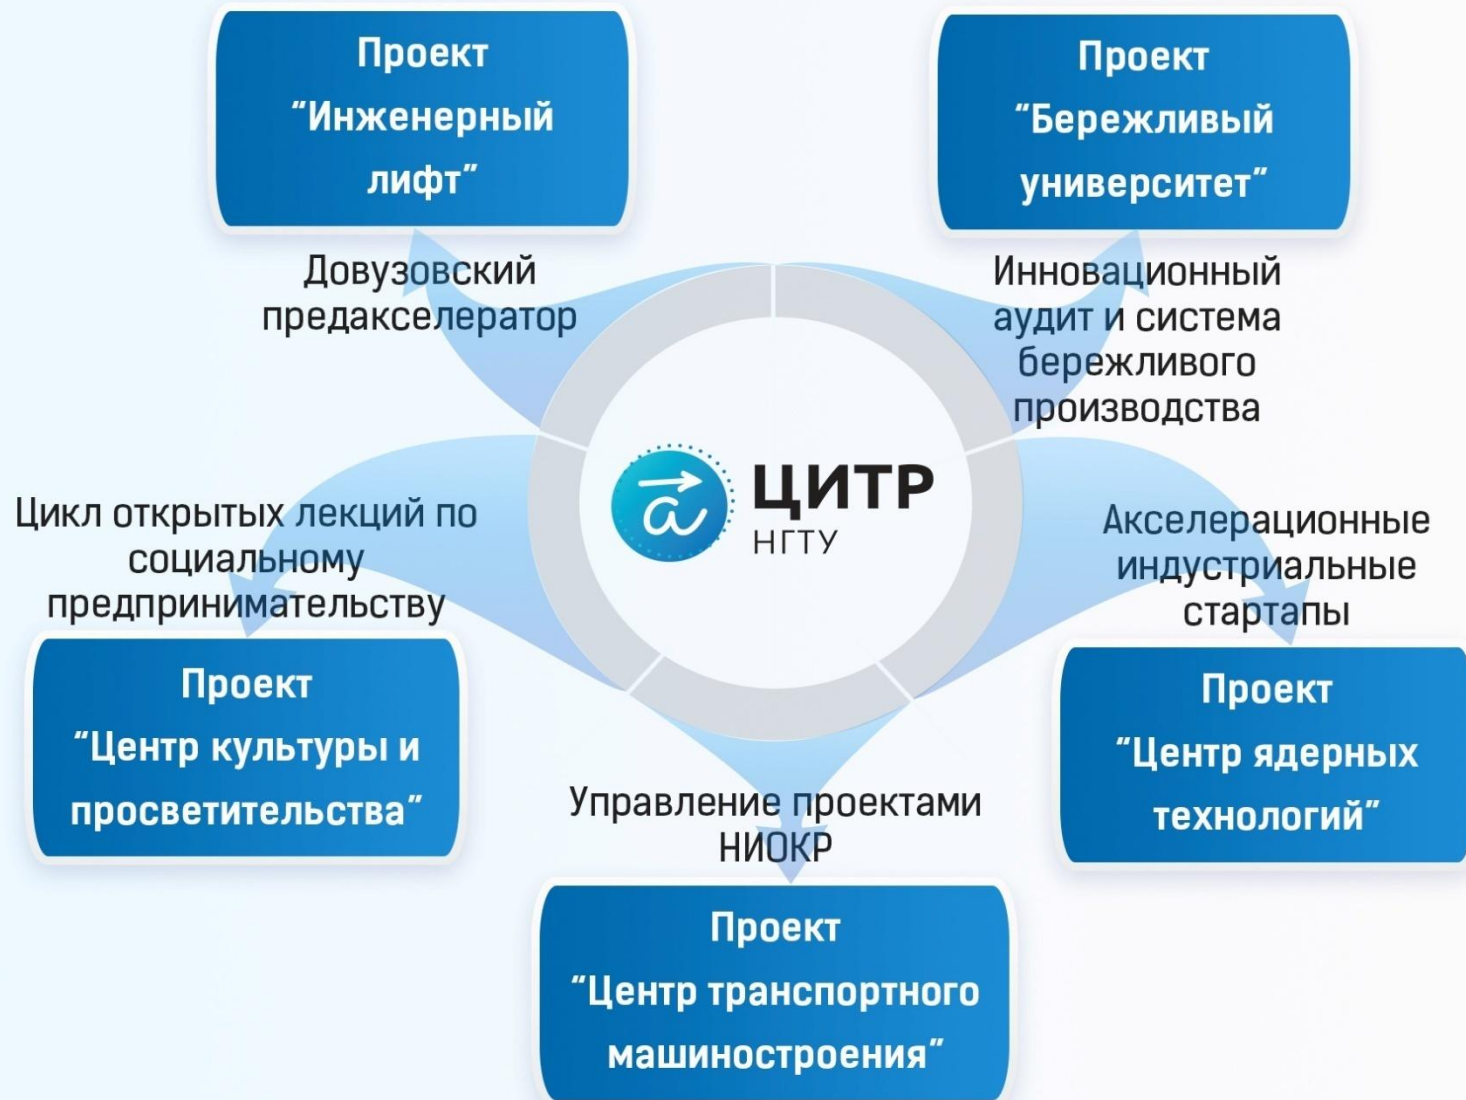 Проект
“Инженерный
лифт”
Проект
“Бережливый
университет”
Довузовский
предакселератор
Инновационный
аудит и система
бережливого
производства
ЦИТР
НГТУ
Цикл открытых лекций по
социальному
предпринимательству
Акселерационные
индустриальные
стартапы
Проект
“Центр культуры и
просветительства”
Проект
“Центр ядерных
технологий”
Управление проектами
НИОКР
Проект
“Центр транспортного
машиностроения”